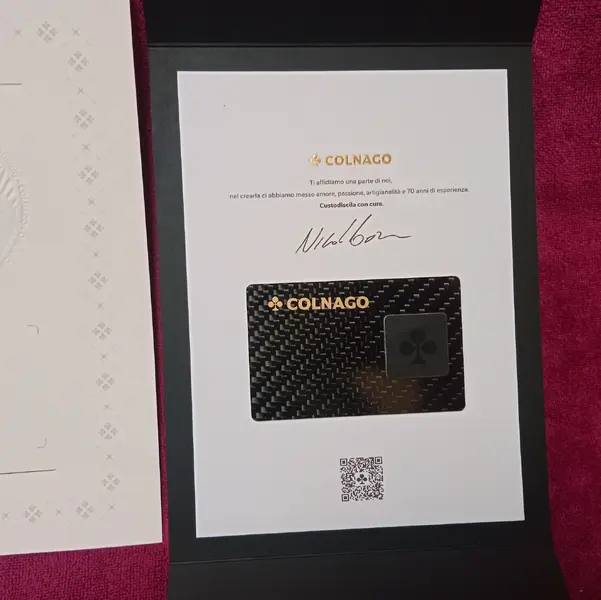 COLNAGO
Ti affidiamo una parte di noi,
nel crearla ci abbiamo messo amore, passione, artigianalità e 70 anni di esperienza.
Custodiscila con cura.
COLNAGO